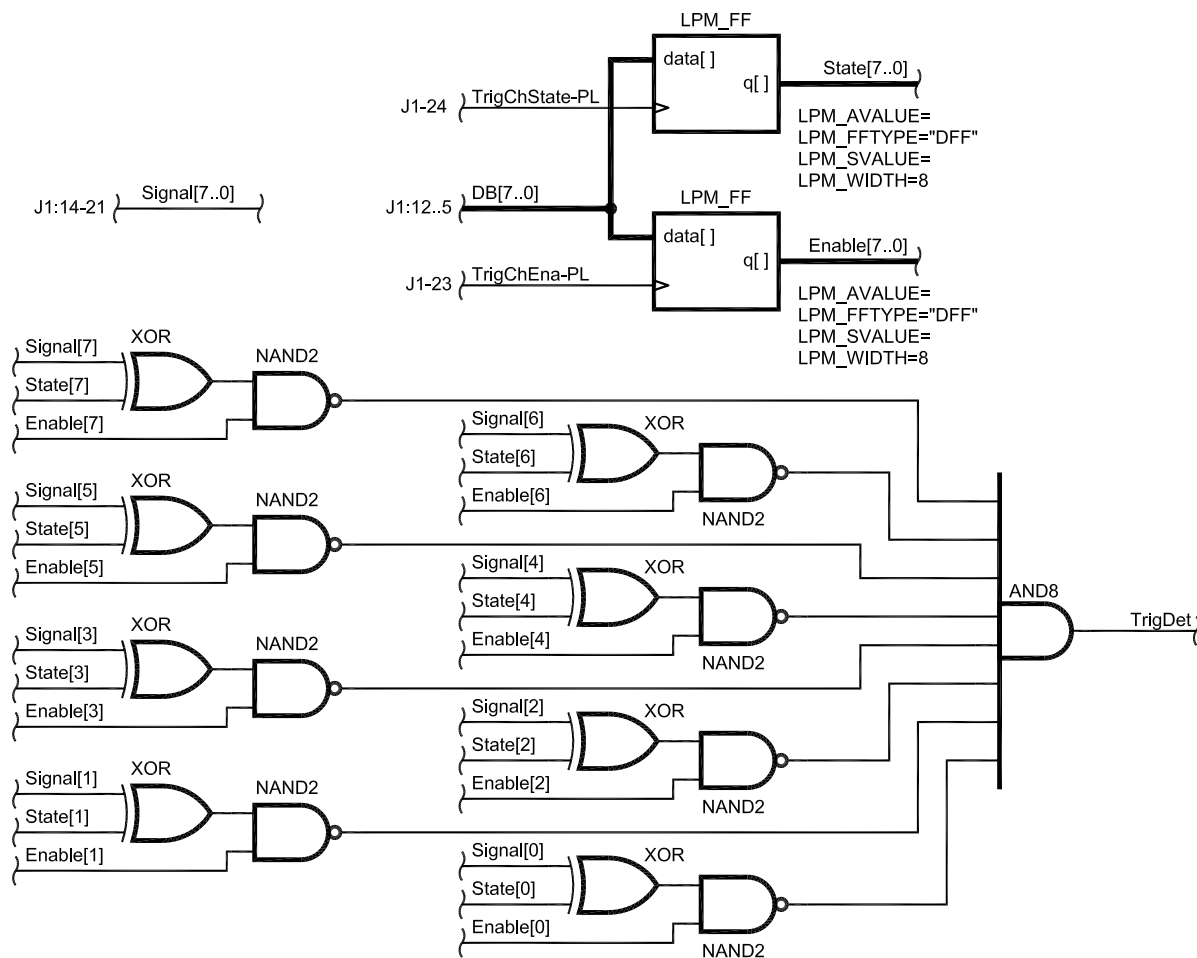 LPM_FF
data[ ]
q[ ]
State[7..0]
J1-24
TrigChState-PL
LPM_AVALUE=
LPM_FFTYPE="DFF"
LPM_SVALUE=
LPM_WIDTH=8
J1:14-21
Signal[7..0]
J1:12..5
DB[7..0]
LPM_FF
data[ ]
q[ ]
Enable[7..0]
J1-23
TrigChEna-PL
LPM_AVALUE=
LPM_FFTYPE="DFF"
LPM_SVALUE=
LPM_WIDTH=8
Signal[7]
XOR
State[7]
NAND2
Enable[7]
Signal[6]
XOR
State[6]
Enable[6]
NAND2
Signal[5]
XOR
State[5]
NAND2
Enable[5]
Signal[4]
XOR
State[4]
Enable[4]
NAND2
AND8
TrigDet
Signal[3]
XOR
State[3]
NAND2
Enable[3]
Signal[2]
XOR
State[2]
Enable[2]
NAND2
Signal[1]
XOR
State[1]
NAND2
Enable[1]
Signal[0]
XOR
State[0]
Enable[0]
NAND2